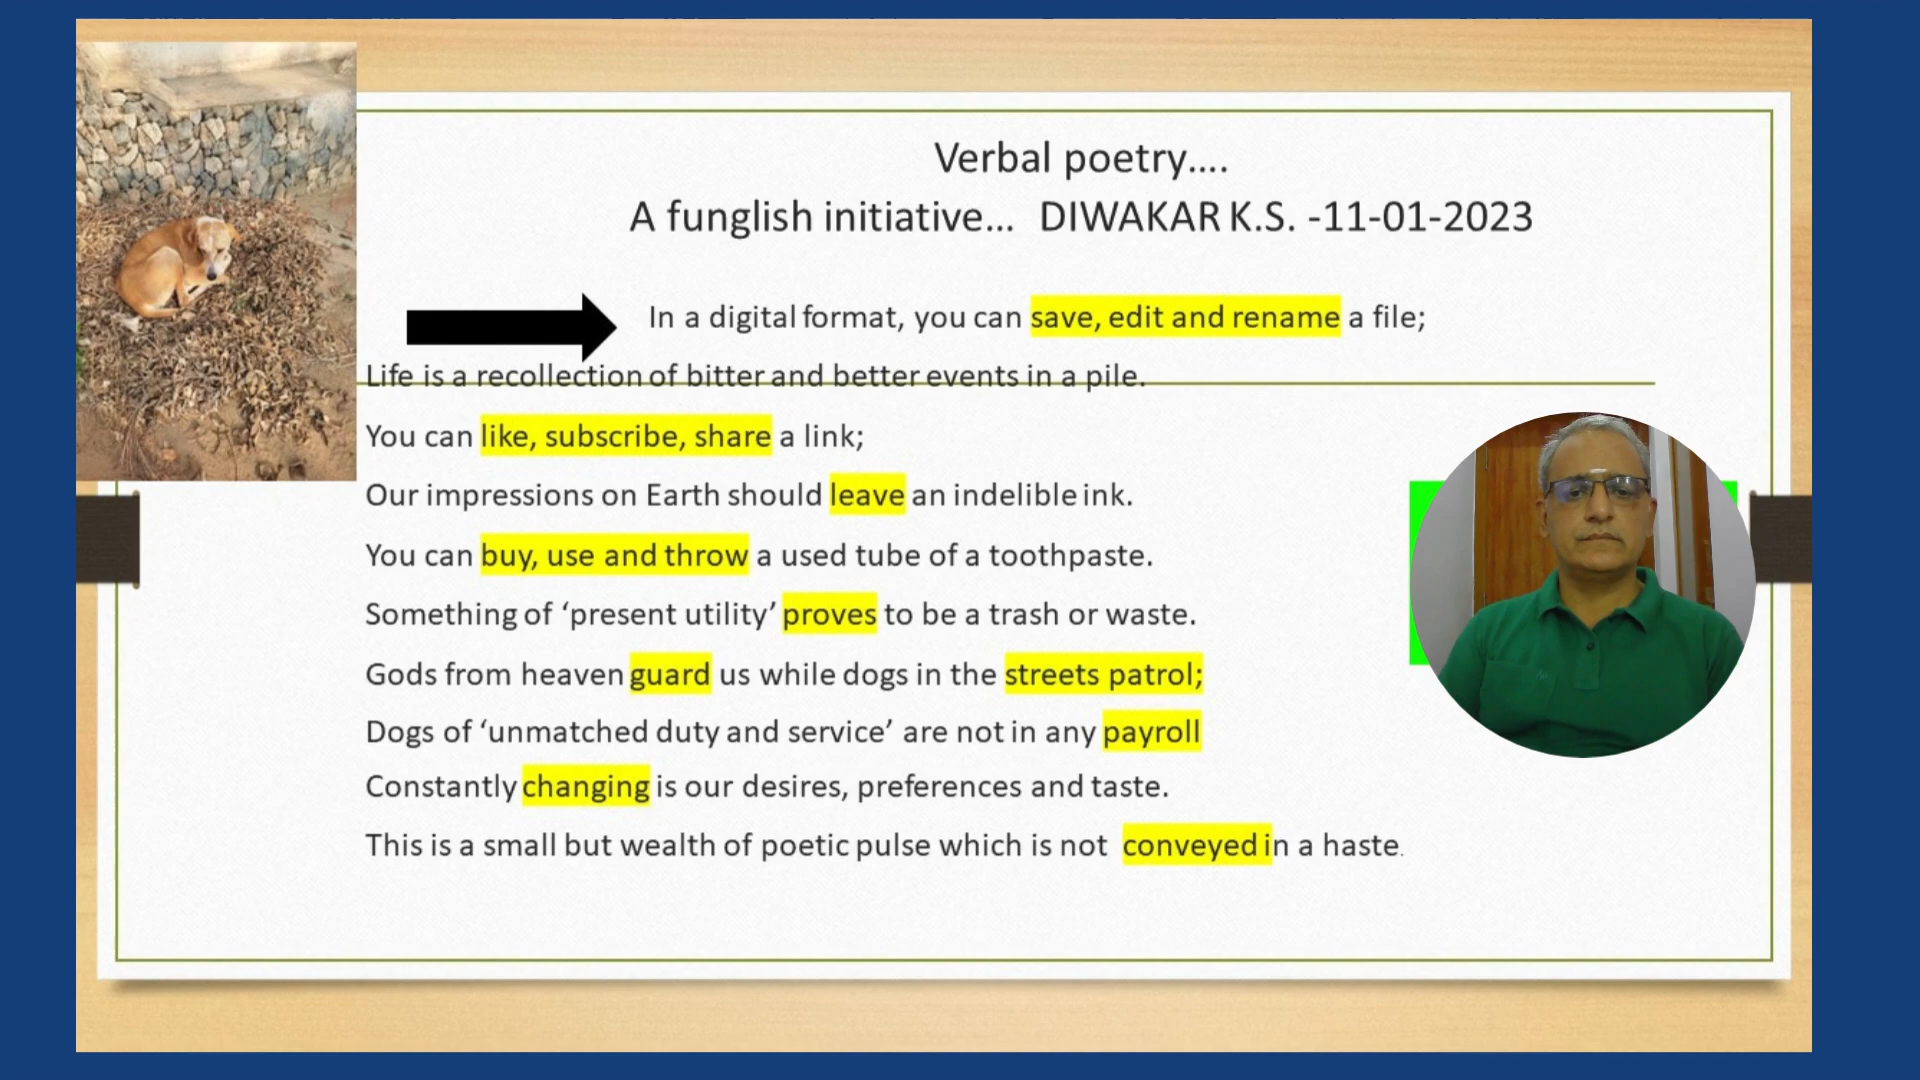 Verbal poetry....
A funglish initiative... DIWAKAR K.S. -11-01-2023
In a digital format, you can save, edit and rename a file;
Life is a recollection of bitter and better events in a pile.
You can like, subscribe, share a link;
Our impressions on Earth should leave an indelible ink.
You can buy, use and throw a used tube of a toothpaste.
Something of ‘present utility’ proves to be a trash or waste.
Gods from heaven guard us while dogs in the streets patrol;
Dogs of ‘unmatched duty and service’ are not in any payroll
Constantly changing is our desires, preferences and taste.
This is a small but wealth of poetic pulse which is not conveyed in a haste.